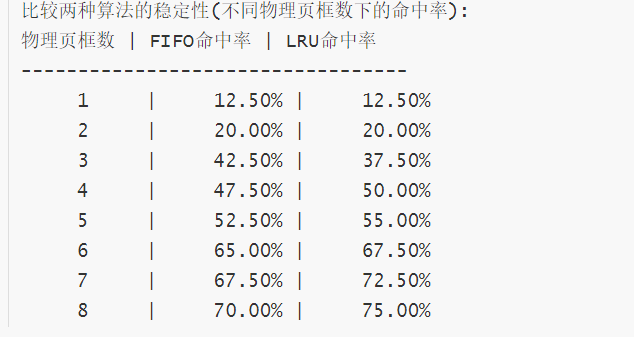 比较两种算法的稳定性(不同物理页框数下的命中率):
物理页框数 | FIFO命中率 | LRU命中率
----------------------------------
1 | 12.50% | 12.50%
2 | 20.00% | 20.00%
3 | 42.50% | 37.50%
4 | 47.50% | 50.00%
5 | 52.50% | 55.00%
6 | 65.00% | 67.50%
7 | 67.50% | 72.50%
8 | 70.00% | 75.00%